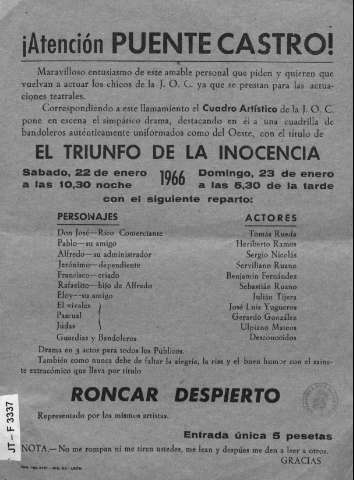 ¡Atención PUENTE CASTRO!
Maravilloso entusiasmo de este amable personal que piden y quieren que
vuelvan a actuar los chicos de la J. O. C. ya que se prestan para las actua-
ciones teatrales.
Correspondiendo a este llamamiento el Cuadro Artístico de la J. O. C.
pone en escena el simpático drama, destacando en él a una cuadrilla de
bandoleros auténticamente uniformados como del Oeste, con el título de
EL TRIUNFO DE LA INOCENCIA
Sábado, 22 de enero
a las 10,30 noche
1966
Domingo, 23 de enero
a las 5,30 de la tarde
con el siguiente reparto:
PERSONAJES ACTORES
Don José—Rico Comerciante Tomás Rueda
Pablo—su amigo Heriberto Ramos
Alfredo—su administrador Sergio Nicolás
Jerónimo—dependiente Serviliano Ruano
Francisco—criado Benjamín Fernández
Rafaelito—hijo de Alfredo Sebastián Ruano
Eloy—su amigo Julián Tijera
El «rivales José Luis Yugueros
Pascual Gerardo González
Judas Ulpiano Mateos
Guardias y Bandoleros Desconocidos
Drama en 3 actos para todos los Públicos.
También como nunca debe de faltar la alegría, la risa y el buen humor con el saine-
te extracómico que lleva por título
RONCAR DESPIERTO
Representado por los mismos artistas.
Entrada única 5 pesetas
NOTA.—No me rompan ni me tiren ustedes, me lean y después me den a leer a otros.
GRACIAS
JT-F 3337